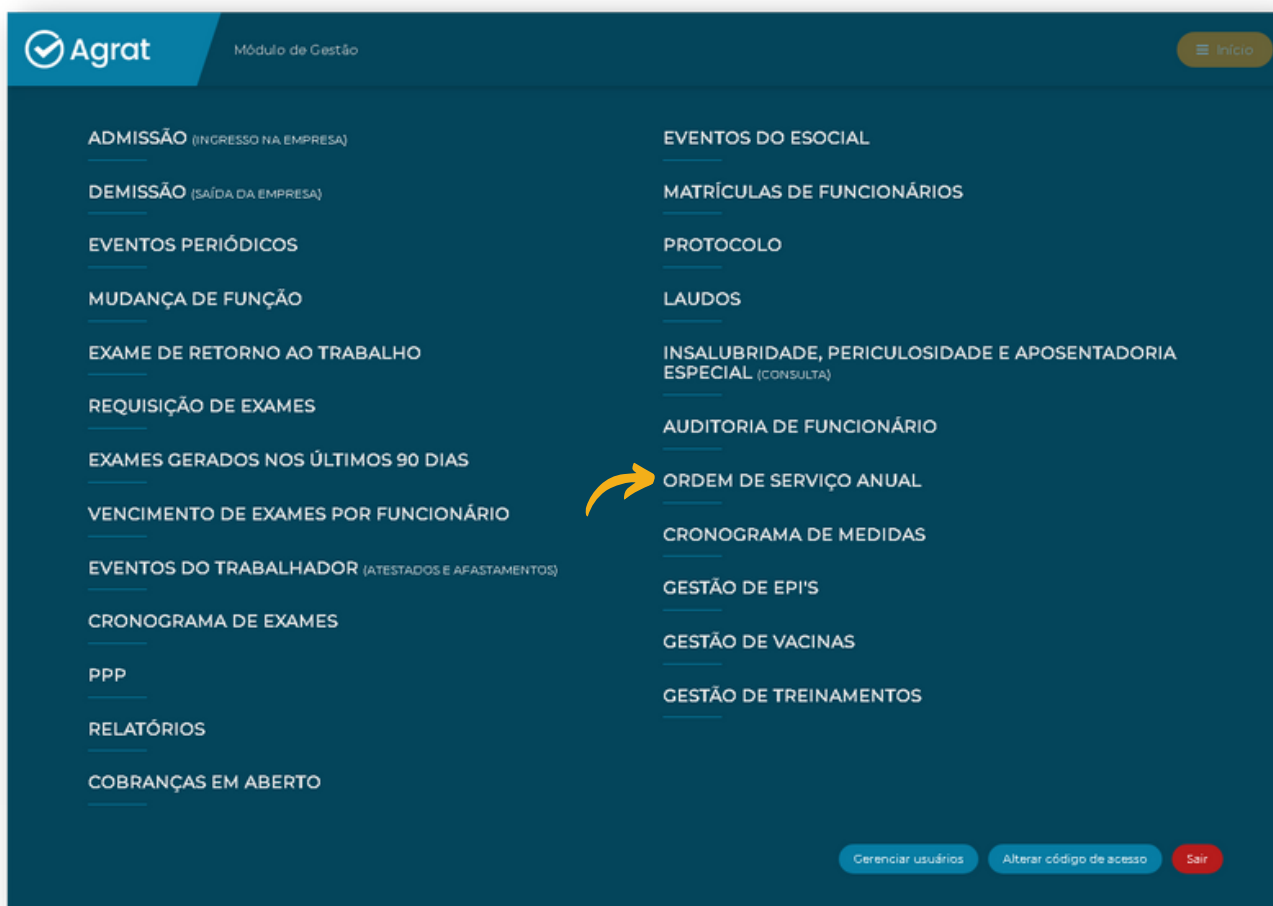 Agrat
Módulo de Gestão
Início
ADMISSÃO (INGRESSO NA EMPRESA)
DEMISSÃO (SAÍDA DA EMPRESA)
EVENTOS PERIÓDICOS
MUDANÇA DE FUNÇÃO
EXAME DE RETORNO AO TRABALHO
REQUISIÇÃO DE EXAMES
EXAMES GERADOS NOS ÚLTIMOS 90 DIAS
VENCIMENTO DE EXAMES POR FUNCIONÁRIO
EVENTOS DO TRABALHADOR (ATESTADOS E AFASTAMENTOS)
CRONOGRAMA DE EXAMES
PPP
RELATÓRIOS
COBRANÇAS EM ABERTO
EVENTOS DO ESOCIAL
MATRÍCULAS DE FUNCIONÁRIOS
PROTOCOLO
LAUDOS
INSALUBRIDADE, PERICULOSIDADE E APOSENTADORIA
ESPECIAL (CONSULTA)
AUDITORIA DE FUNCIONÁRIO
ORDEM DE SERVIÇO ANUAL
CRONOGRAMA DE MEDIDAS
GESTÃO DE EPI'S
GESTÃO DE VACINAS
GESTÃO DE TREINAMENTOS
Gerenciar usuários
Alterar código de acesso
Sair